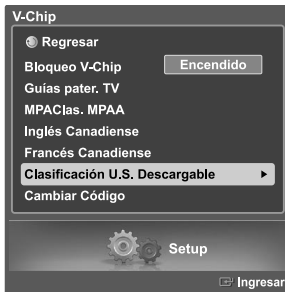 V-Chip
Regresar
Bloqueo V-Chip Encendido
Guías pater. TV
MPAClas. MPAA
Inglés Canadiense
Francés Canadiense
Clasificación U.S. Descargable
Cambiar Código
Setup
Ingresar